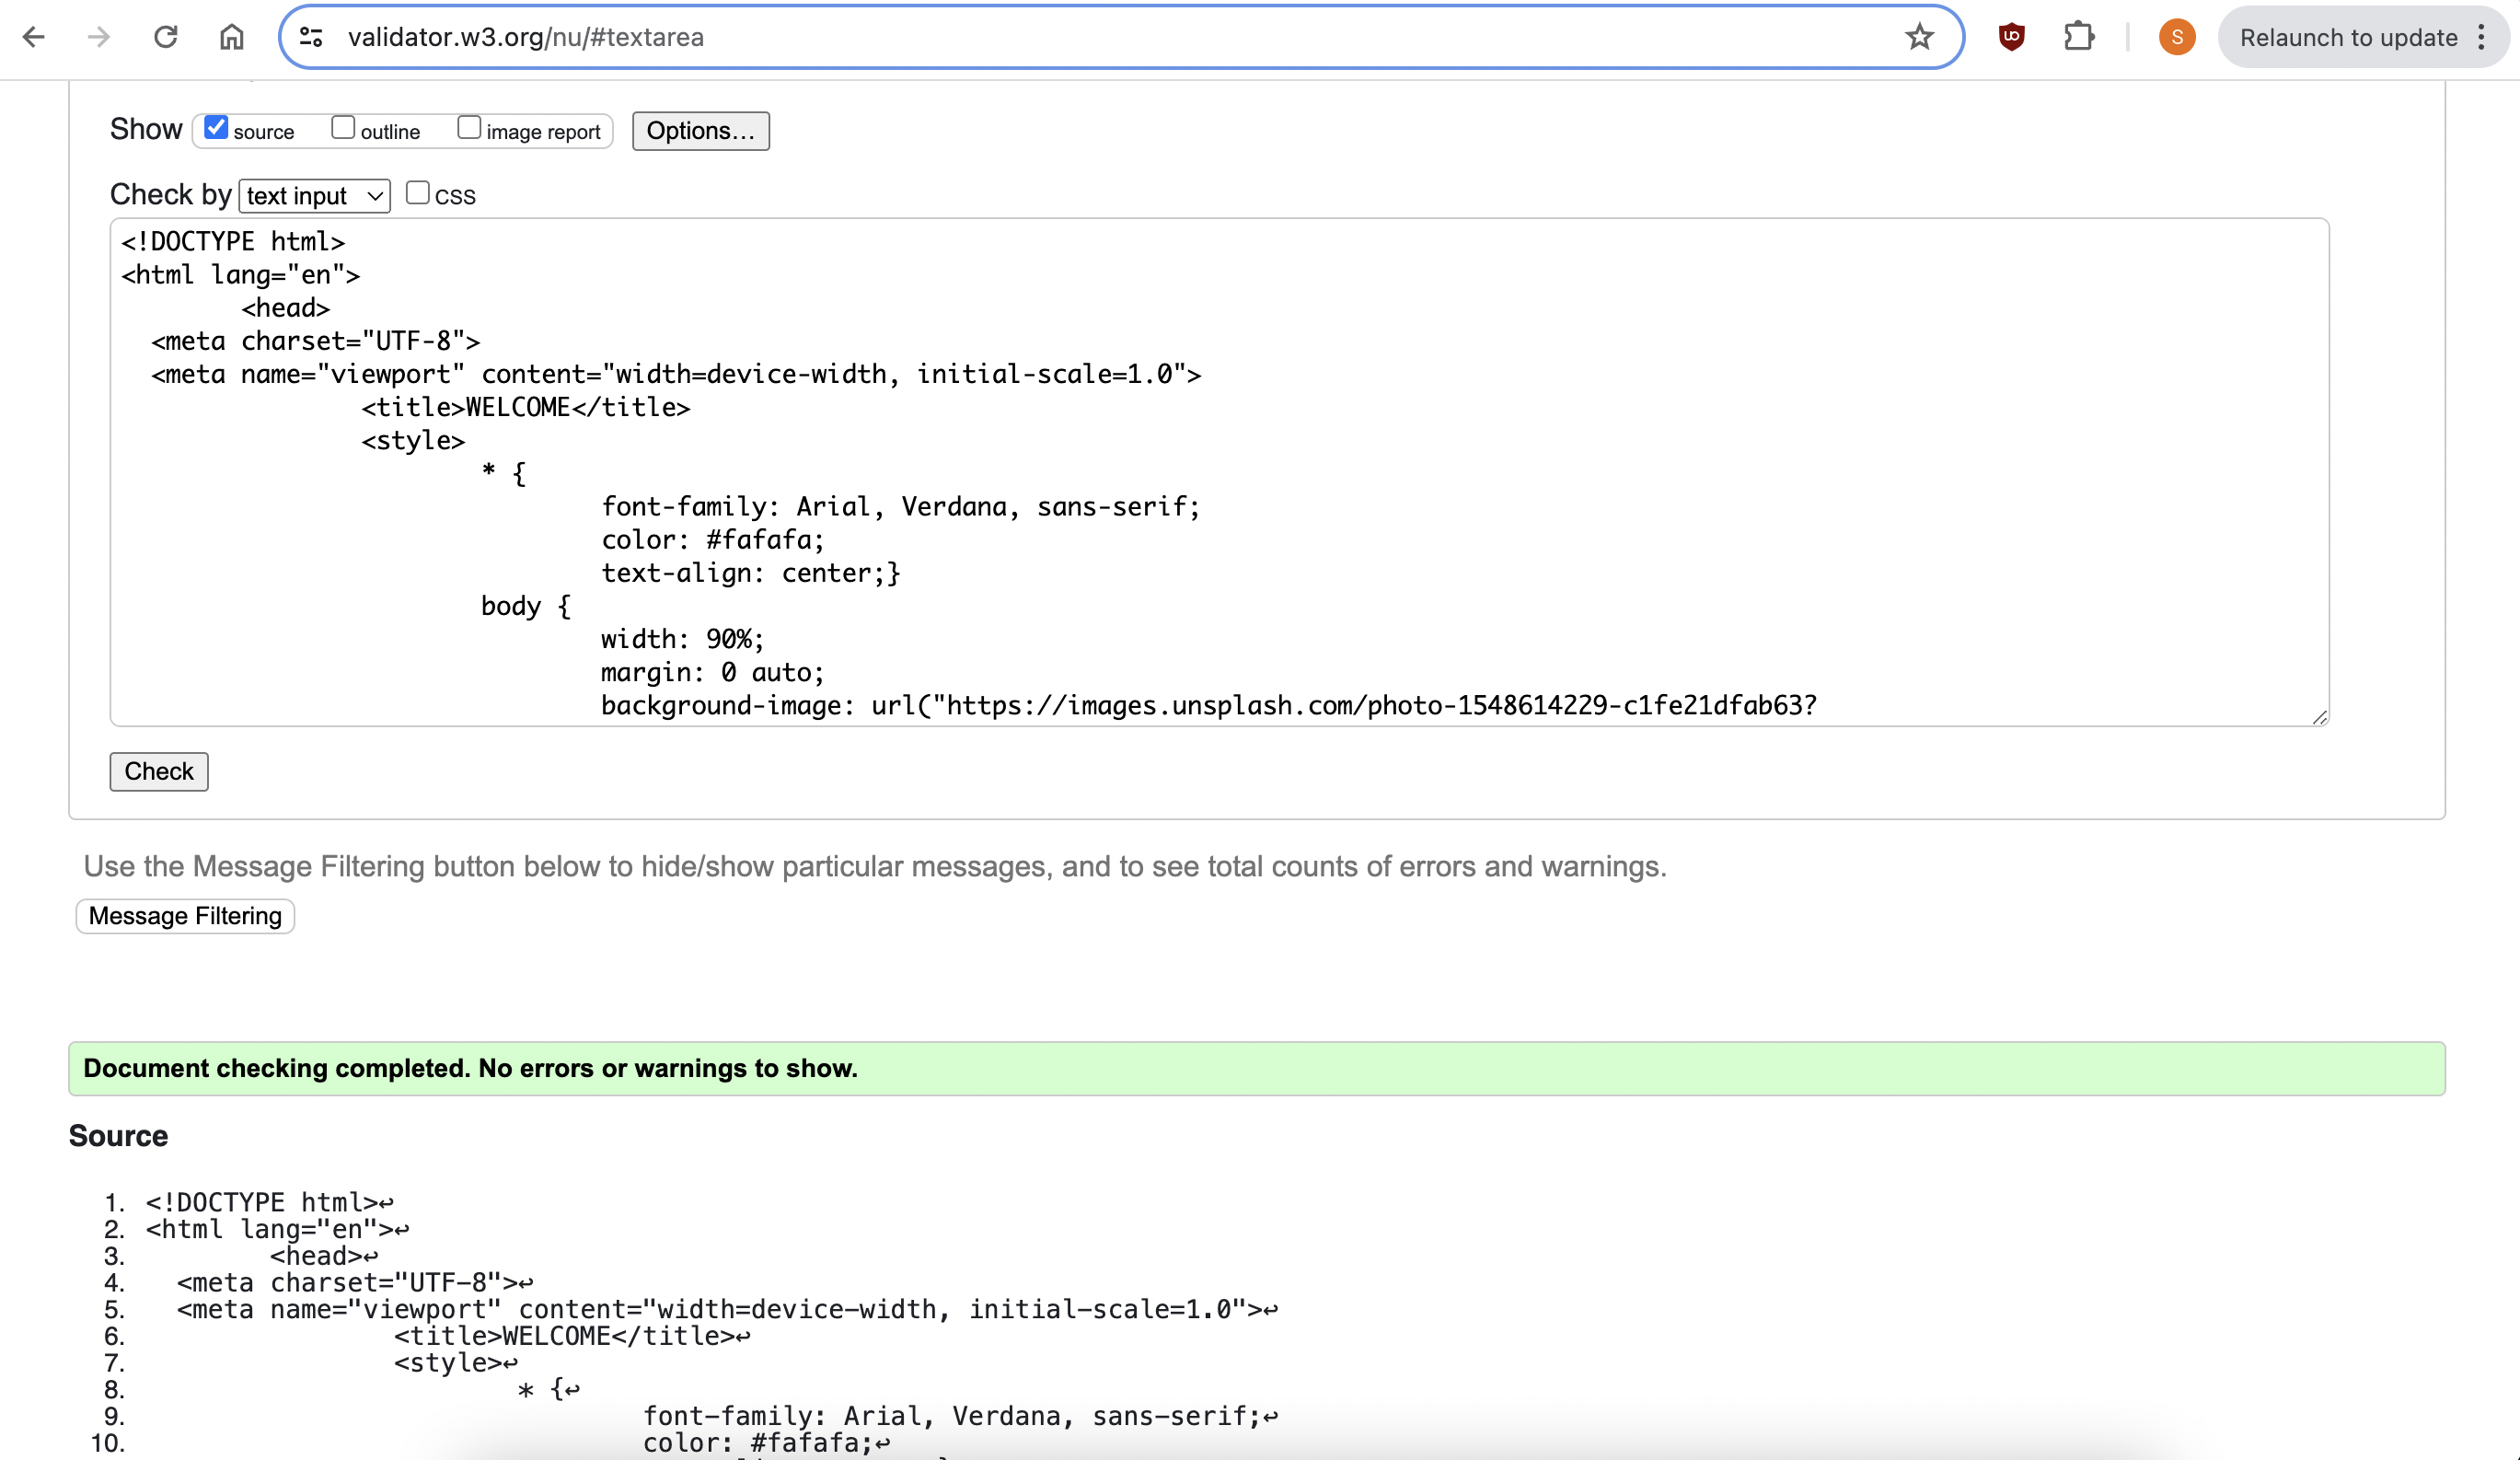 validator.w3.org/nu/#textarea
S
Relaunch to update
Show source outline image report Options...
Check by text input CSS
<!DOCTYPE html>
<html lang="en">
<head>
<meta charset="UTF-8">
<meta name="viewport" content="width=device-width, initial-scale=1.0">
<title>WELCOME</title>
<style>
* {
font-family: Arial, Verdana, sans-serif;
color: #fafafa;
text-align: center;}
body {
width: 90%;
margin: 0 auto;
background-image: url("https://images.unsplash.com/photo-1548614229-c1fe21dfab63?
Check
Use the Message Filtering button below to hide/show particular messages, and to see total counts of errors and warnings.
Message Filtering
Document checking completed. No errors or warnings to show.
Source
1. <!DOCTYPE html>↩
2. <html lang="en">↩
3. <head>↩
4. <meta charset="UTF-8">↩
5. <meta name="viewport" content="width=device-width, initial-scale=1.0">↩
6. <title>WELCOME</title>↩
7. <style>↩
8. * {↩
9. font-family: Arial, Verdana, sans-serif;↩
10. color: #fafafa;↩